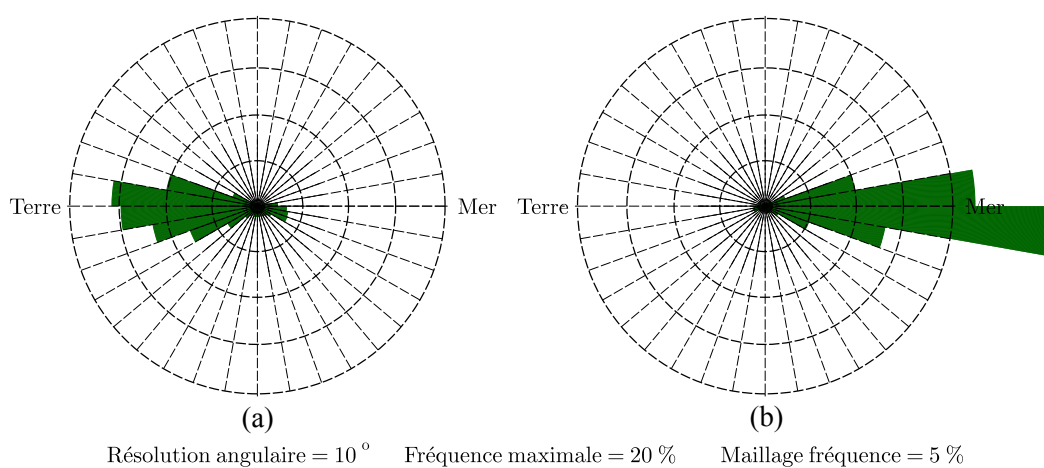 Terre Mer Terre Mer
(a) (b)
Résolution angulaire = 10 º Fréquence maximale = 20 % Maillage fréquence = 5 %